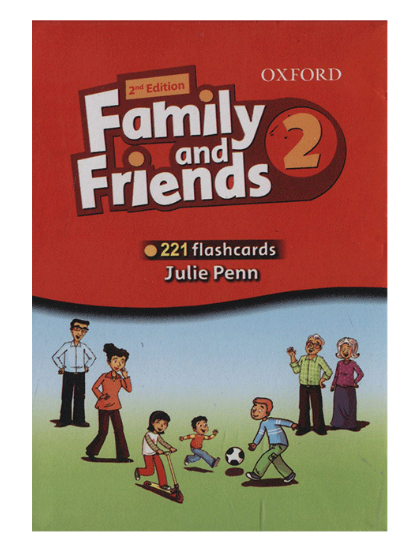 OXFORD
2nd Edition
Family
and
Friends 2
221 flashcards
Julie Penn